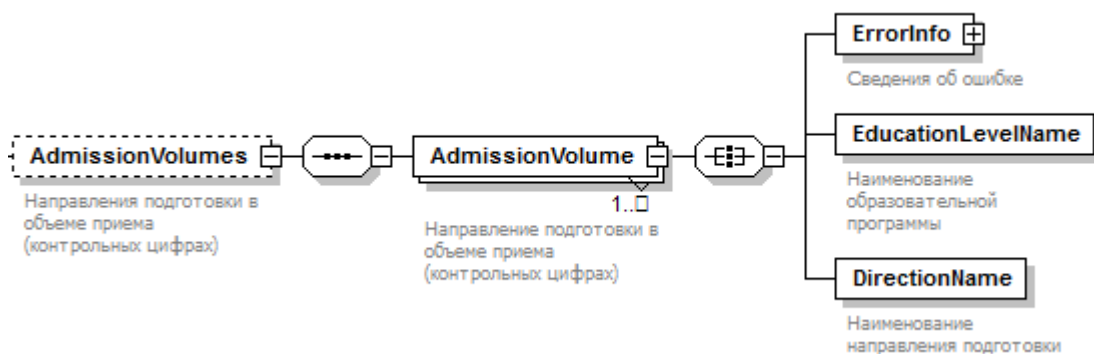 ErrorInfo
Сведения об ошибке
AdmissionVolumes
Направления подготовки в
объеме приема
(контрольных цифрах)
AdmissionVolume
1..□
Направление подготовки в
объеме приема
(контрольных цифрах)
EducationLevelName
Наименование
образовательной
программы
DirectionName
Наименование
направления подготовки